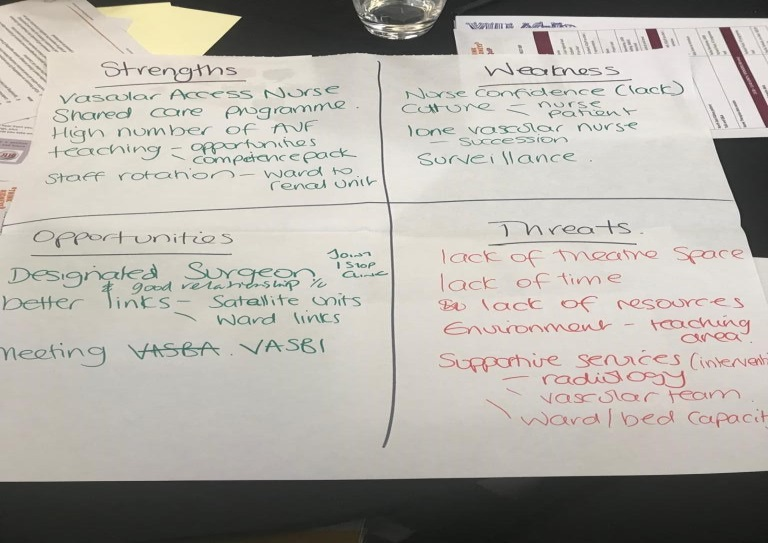 Strengths
Vascular Access Nurse
Shared care programme.
High number of AVF
teaching - opportunities
competence pack
Staff rotation - Ward to
renal Unit
Weakness
Nurse Confidence (lack)
Culture - nurse
patient
lone vascular nurse
- Succession
Surveillance.
Opportunities
Designated Surgeon
Join
1 Stop
Clinic
& good relationship
better links - Satellite Units
Ward links
meeting VASBA. VASBI
Threats.
lack of theatre Space
lack of time
lack of resources
Environment - teaching
area.
Supportive services (interventi
- radiology
vascular team
Ward/bed Capacit